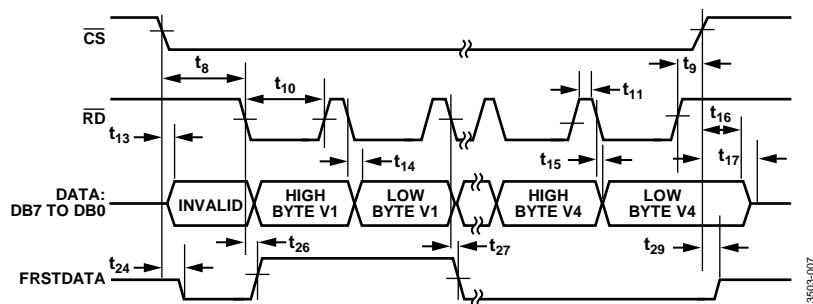 CS
t8
t9
t10
t11
RD
t16
t13
t14
t15
t17
DATA:
DB7 TO DB0
INVALID
HIGH
BYTE V1
LOW
BYTE V1
HIGH
BYTE V4
LOW
BYTE V4
t26
t27
t29
t24
FRSTDATA
3503-007